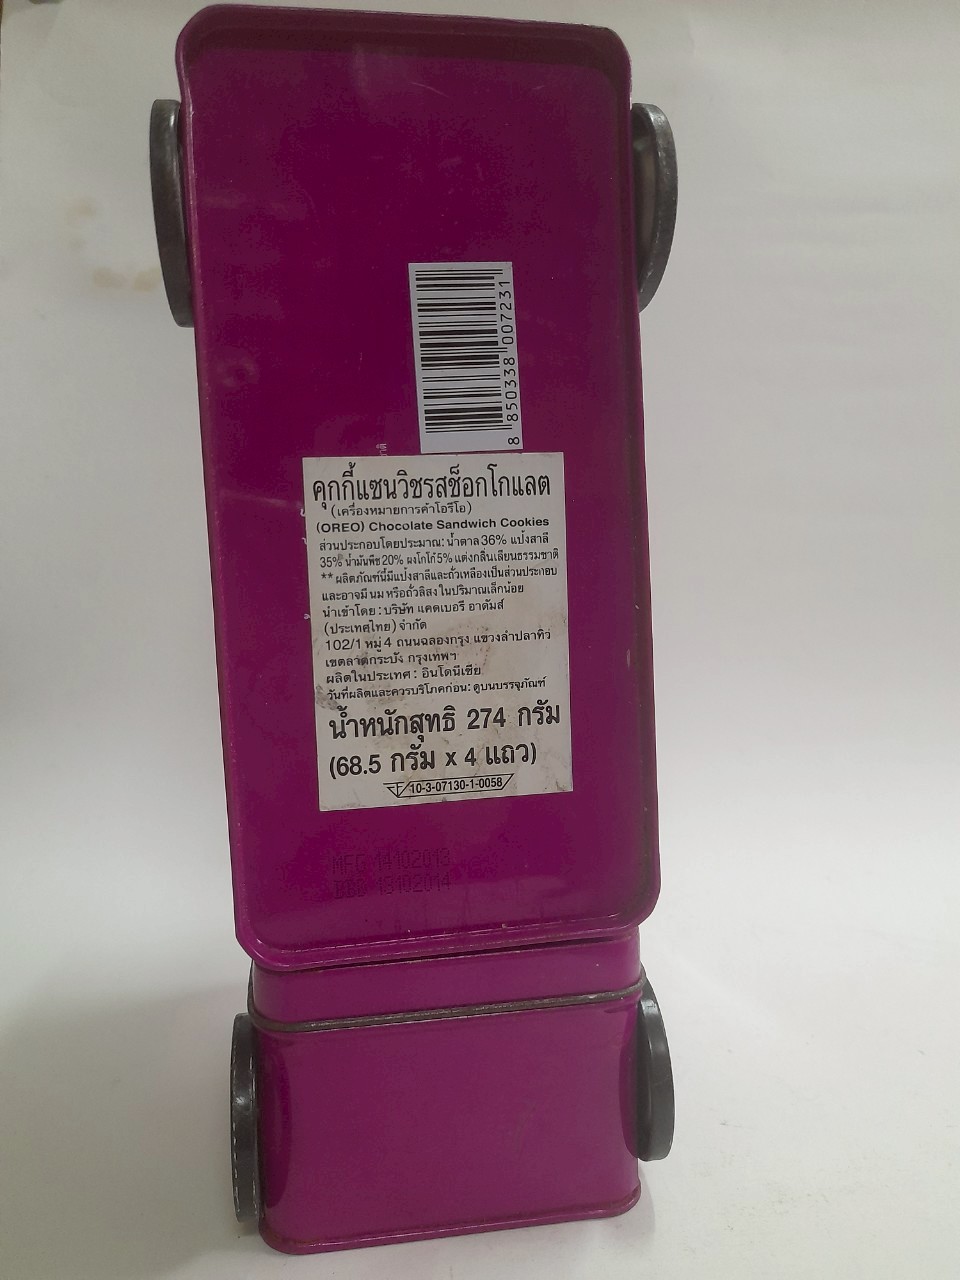 8 850338 007231
คุกกี้แซนวิชรสช็อกโกแลต
(เครื่องหมายการค้าโอรีโอ)
(OREO) Chocolate Sandwich Cookies
ส่วนประกอบโดยประมาณ: น้ำตาล 36% แป้งสาลี
35% น้ำมันพืช 20% ผงโกโก้ 5% แต่งกลิ่นเลียนธรรมชาติ
** ผลิตภัณฑ์นี้มีแป้งสาลีและถั่วเหลืองเป็นส่วนประกอบ
และอาจมี นม หรือถั่วลิสง ในปริมาณเล็กน้อย
นำเข้าโดย : บริษัท แคดเบอรี อาดัมส์
(ประเทศไทย) จำกัด
102/1 หมู่ 4 ถนนฉลองกรุง แขวงลำปลาทิว
เขตลาดกระบัง กรุงเทพฯ
ผลิตในประเทศ : อินโดนีเซีย
วันที่ผลิตและควรบริโภคก่อน: ดูบนบรรจุภัณฑ์
น้ำหนักสุทธิ 274 กรัม
(68.5 กรัม x 4 แถว)
10-3-07130-1-0058
MFG 14102013
BBD 13102014